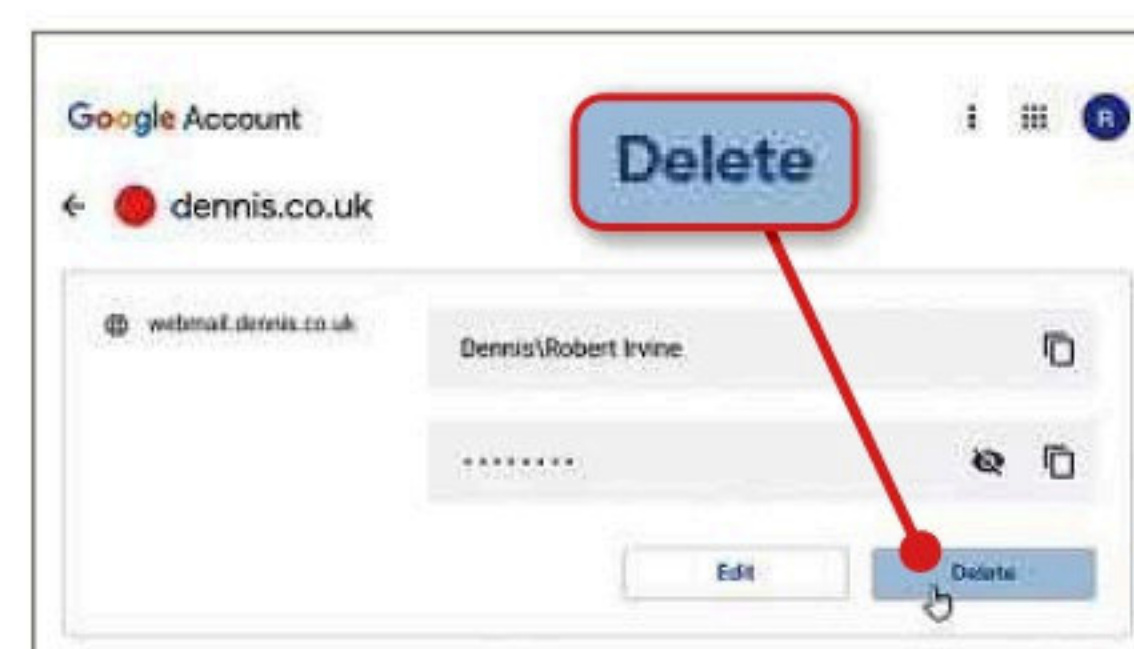 Google Account
R
Delete
dennis.co.uk
webmail.dennis.co.uk
Dennis\Robert Irvine
••••••••
Edit
Delete